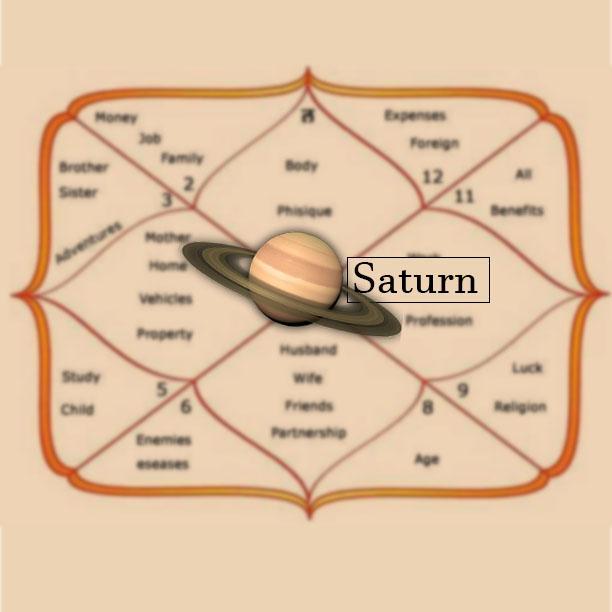 Money
Job
Family
2
Brother
Sister
3
Adventures
Body
Phisique
Expenses
Foreign
12
11
All
Benefits
Mother
Home
Vehicles
Property
Saturn
Profession
Husband
Wife
Friends
Partnership
Study
Child
5
6
Enemies
eseases
8
9
Luck
Religion
Age